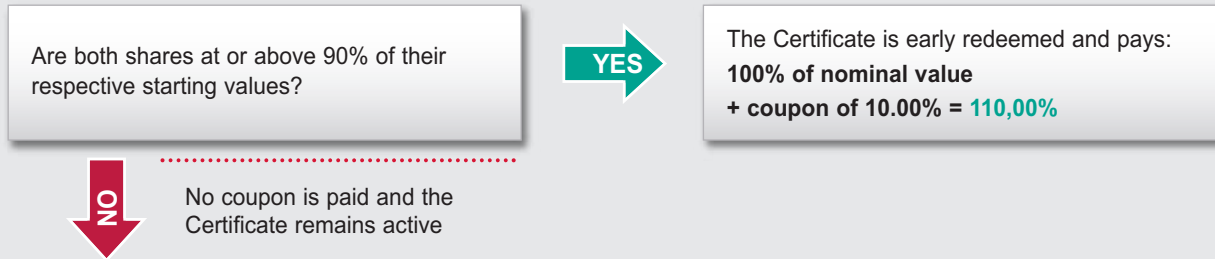 Are both shares at or above 90% of their
respective starting values?
YES
The Certificate is early redeemed and pays:
100% of nominal value
+ coupon of 10.00% = 110,00%
NO
No coupon is paid and the
Certificate remains active